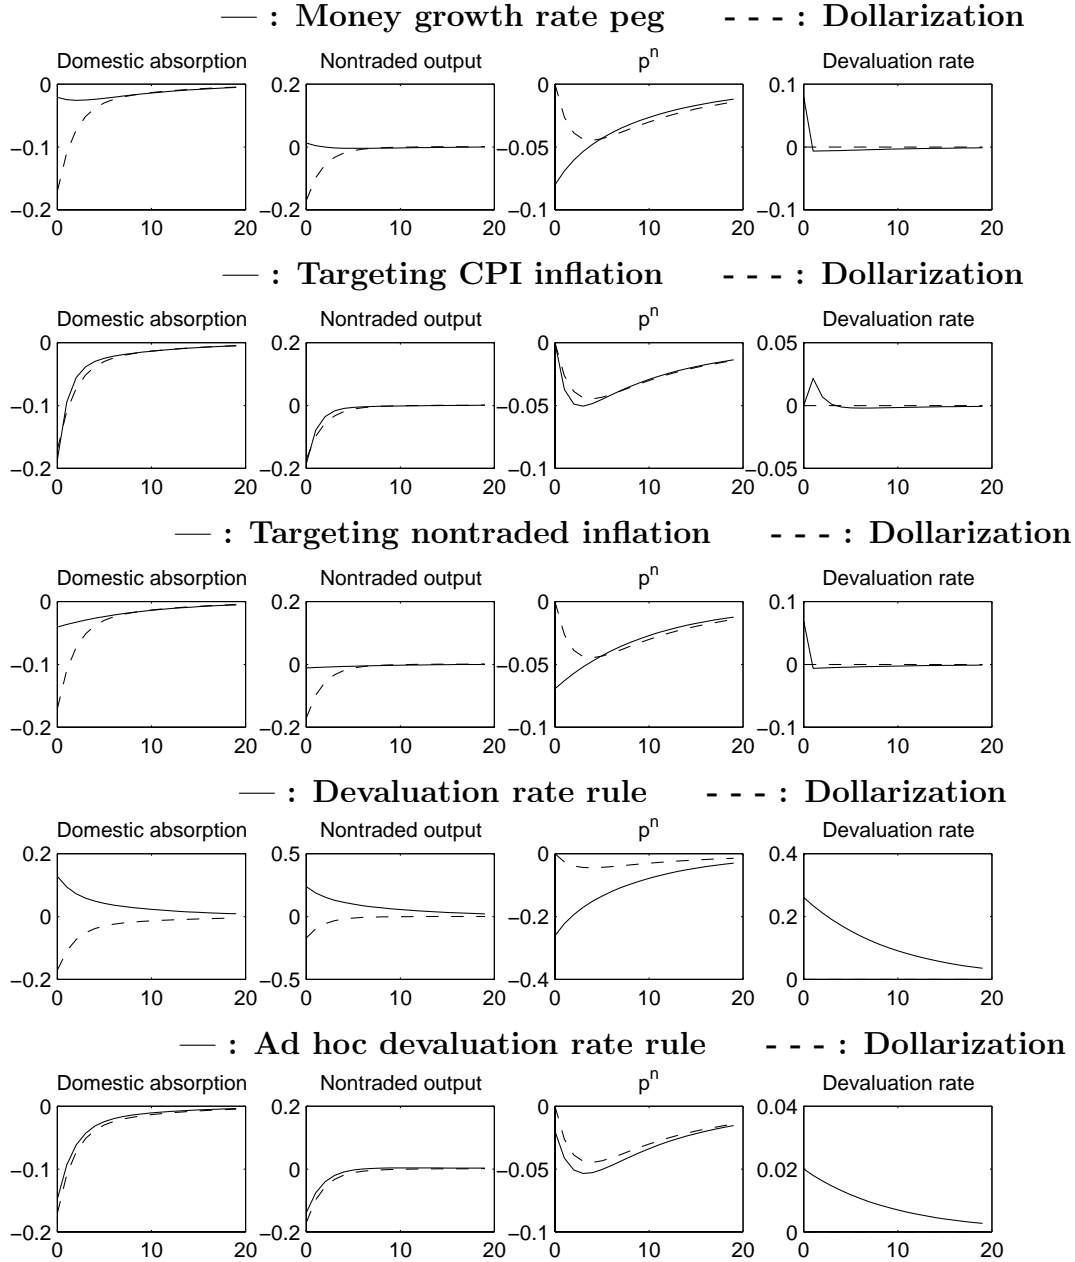 — : Money growth rate peg - - - : Dollarization
Domestic absorption Nontraded output pⁿ Devaluation rate
0 0.2 0 0.1
−0.1 0 −0.05 0
−0.2 −0.2 −0.1 −0.1
0 10 20 0 10 20 0 10 20 0 10 20
— : Targeting CPI inflation - - - : Dollarization
Domestic absorption Nontraded output pⁿ Devaluation rate
0 0.2 0 0.05
−0.1 0 −0.05 0
−0.2 −0.2 −0.1 −0.05
0 10 20 0 10 20 0 10 20 0 10 20
— : Targeting nontraded inflation - - - : Dollarization
Domestic absorption Nontraded output pⁿ Devaluation rate
0 0.2 0 0.1
−0.1 0 −0.05 0
−0.2 −0.2 −0.1 −0.1
0 10 20 0 10 20 0 10 20 0 10 20
— : Devaluation rate rule - - - : Dollarization
Domestic absorption Nontraded output pⁿ Devaluation rate
0.2 0.5 0 0.4
0 0 −0.2 0.2
−0.2 −0.5 −0.4 0
0 10 20 0 10 20 0 10 20 0 10 20
— : Ad hoc devaluation rate rule - - - : Dollarization
Domestic absorption Nontraded output pⁿ Devaluation rate
0 0.2 0 0.04
−0.1 0 −0.05 0.02
−0.2 −0.2 −0.1 0
0 10 20 0 10 20 0 10 20 0 10 20